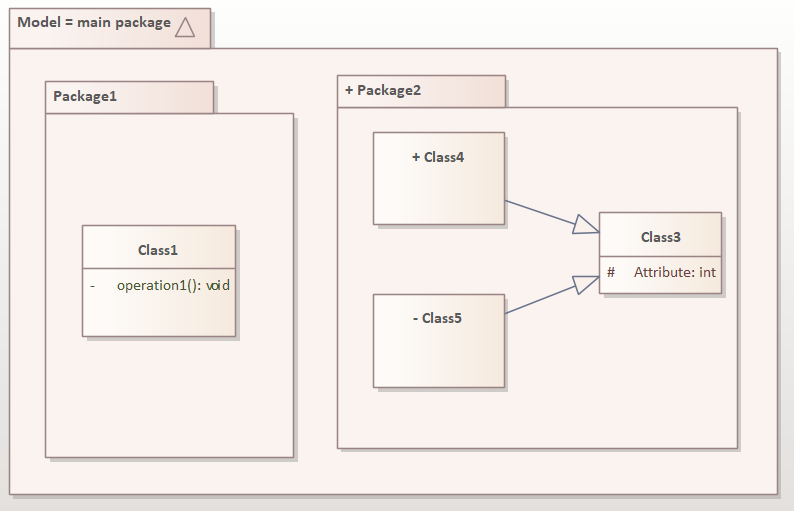 Model = main package
Package1
+ Package2
+ Class4
Class3
# Attribute: int
Class1
- operation1(): void
- Class5